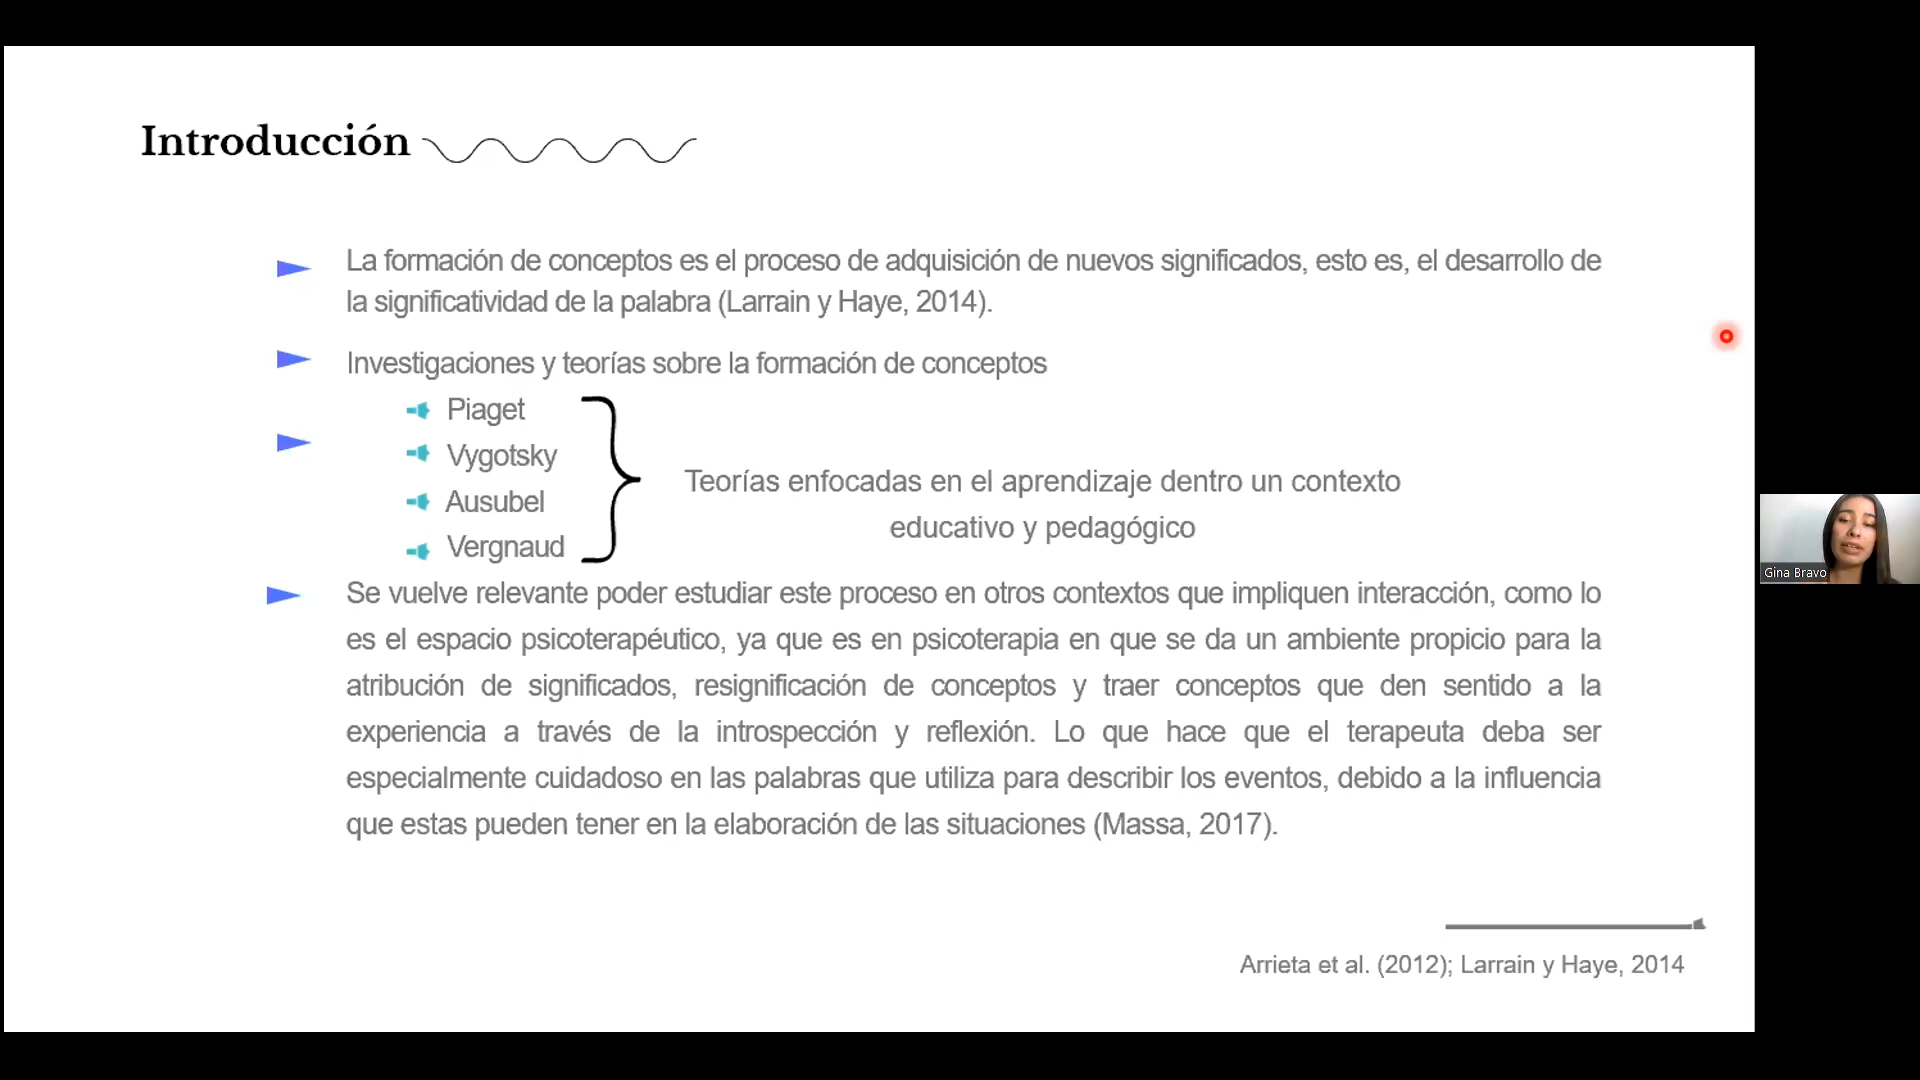 Introducción
La formación de conceptos es el proceso de adquisición de nuevos significados, esto es, el desarrollo de
la significatividad de la palabra (Larrain y Haye, 2014).
Investigaciones y teorías sobre la formación de conceptos
Piaget
Vygotsky
Ausubel
Vergnaud
Teorías enfocadas en el aprendizaje dentro un contexto
educativo y pedagógico
Se vuelve relevante poder estudiar este proceso en otros contextos que impliquen interacción, como lo
es el espacio psicoterapéutico, ya que es en psicoterapia en que se da un ambiente propicio para la
atribución de significados, resignificación de conceptos y traer conceptos que den sentido a la
experiencia a través de la introspección y reflexión. Lo que hace que el terapeuta deba ser
especialmente cuidadoso en las palabras que utiliza para describir los eventos, debido a la influencia
que estas pueden tener en la elaboración de las situaciones (Massa, 2017).
Arrieta et al. (2012); Larrain y Haye, 2014
Gina Bravo